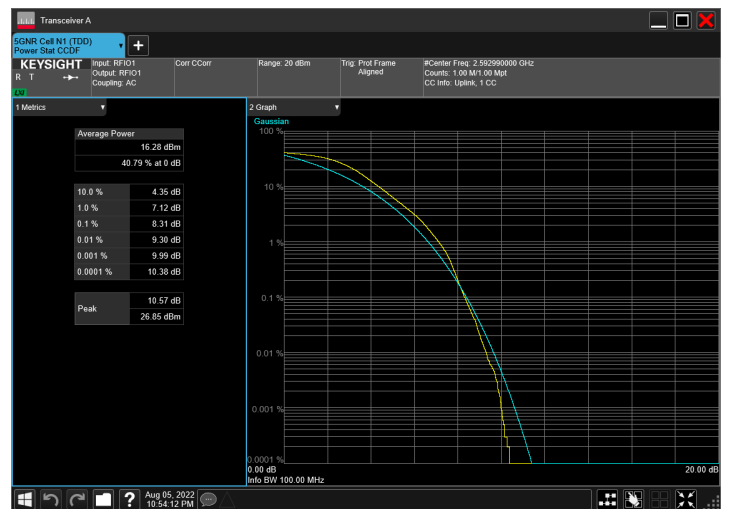 Transceiver A
5GNR Cell N1 (TDD)
Power Stat CCDF
KEYSIGHT
R T
LXI
Input: RFIO1
Output: RFIO1
Coupling: AC
Corr CCorr
Range: 20 dBm
Trig: Prot Frame
Aligned
#Center Freq: 2.592990000 GHz
Counts: 1.00 M/1.00 Mpt
CC Info: Uplink, 1 CC
1 Metrics
Average Power
16.28 dBm
40.79 % at 0 dB
10.0 % 4.35 dB
1.0 % 7.12 dB
0.1 % 8.31 dB
0.01 % 9.30 dB
0.001 % 9.99 dB
0.0001 % 10.38 dB
Peak
10.57 dB
26.85 dBm
2 Graph
Gaussian
100 %
10 %
1 %
0.1 %
0.01 %
0.001 %
0.0001 %
0.00 dB 20.00 dB
Info BW 100.00 MHz
?
Aug 05, 2022
10:54:12 PM